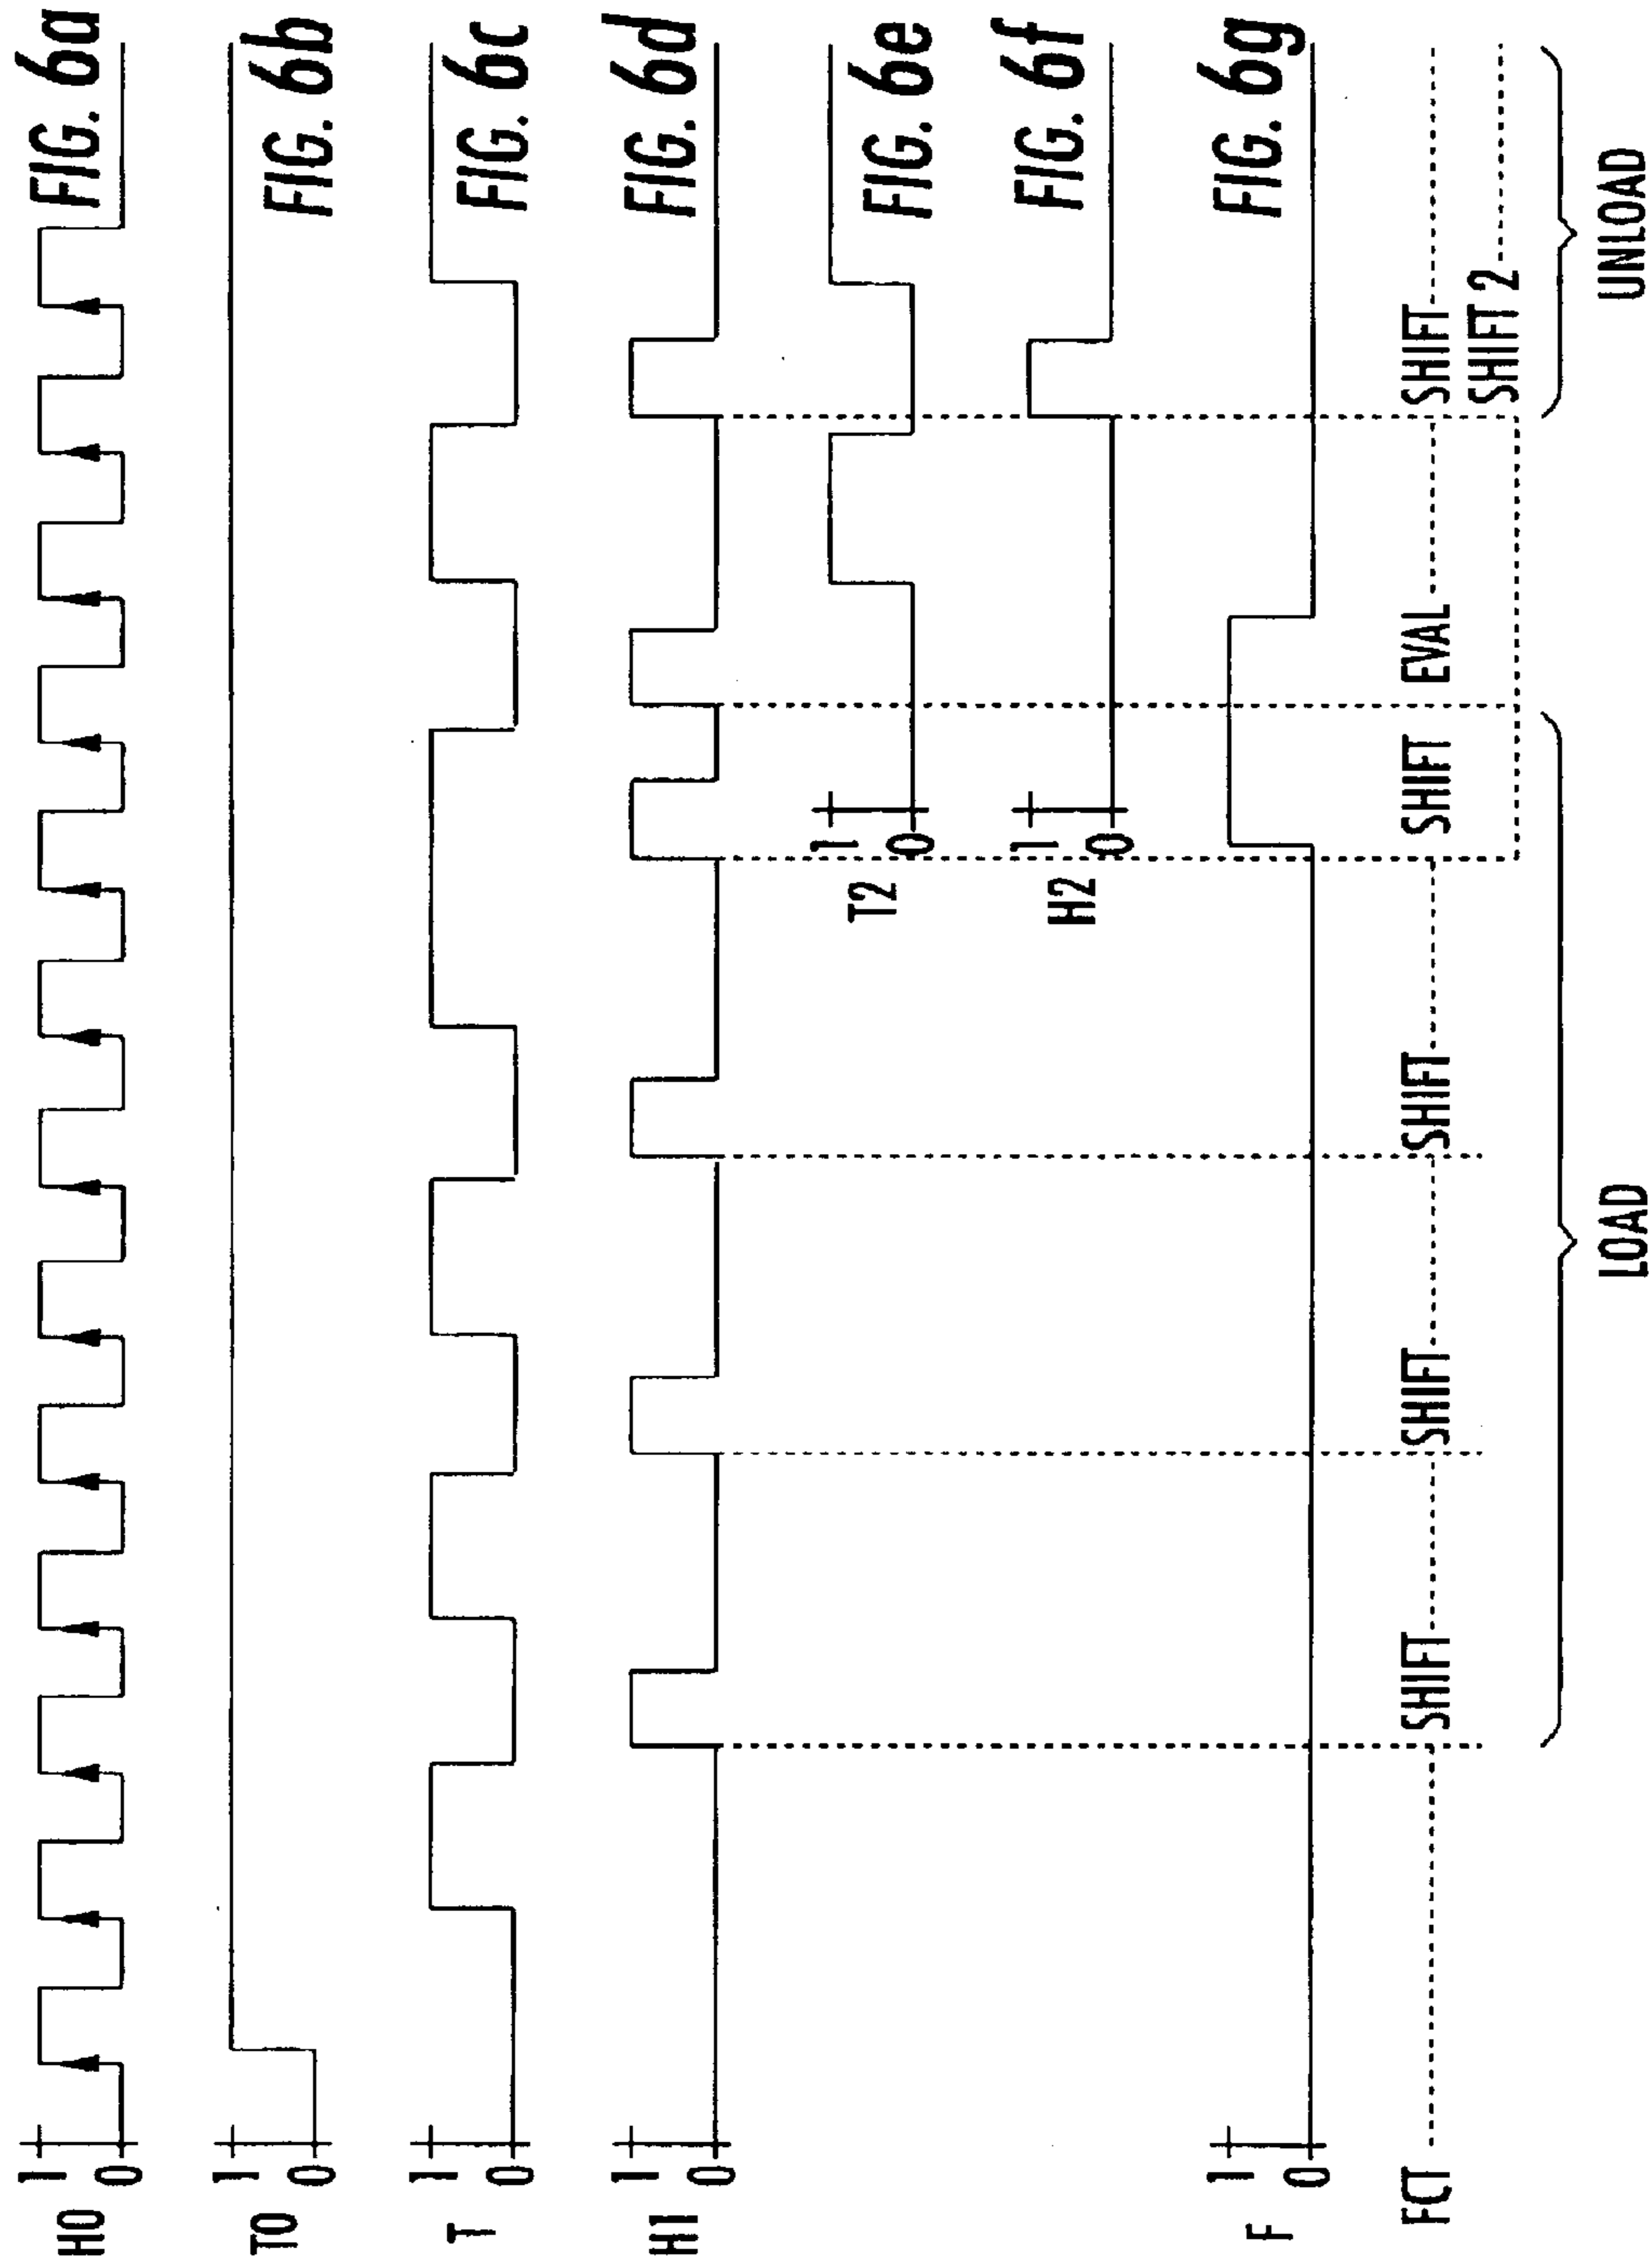 H0 1 0 FIG. 6a
T0 1 0 FIG. 6b
T 1 0 FIG. 6c
H1 1 0 FIG. 6d
T2 1 0 FIG. 6e
H2 1 0 FIG. 6f
F 1 0 FIG. 6g
FCT SHIFT SHIFT SHIFT SHIFT EVAL SHIFT
SHIFT 2
LOAD UNLOAD